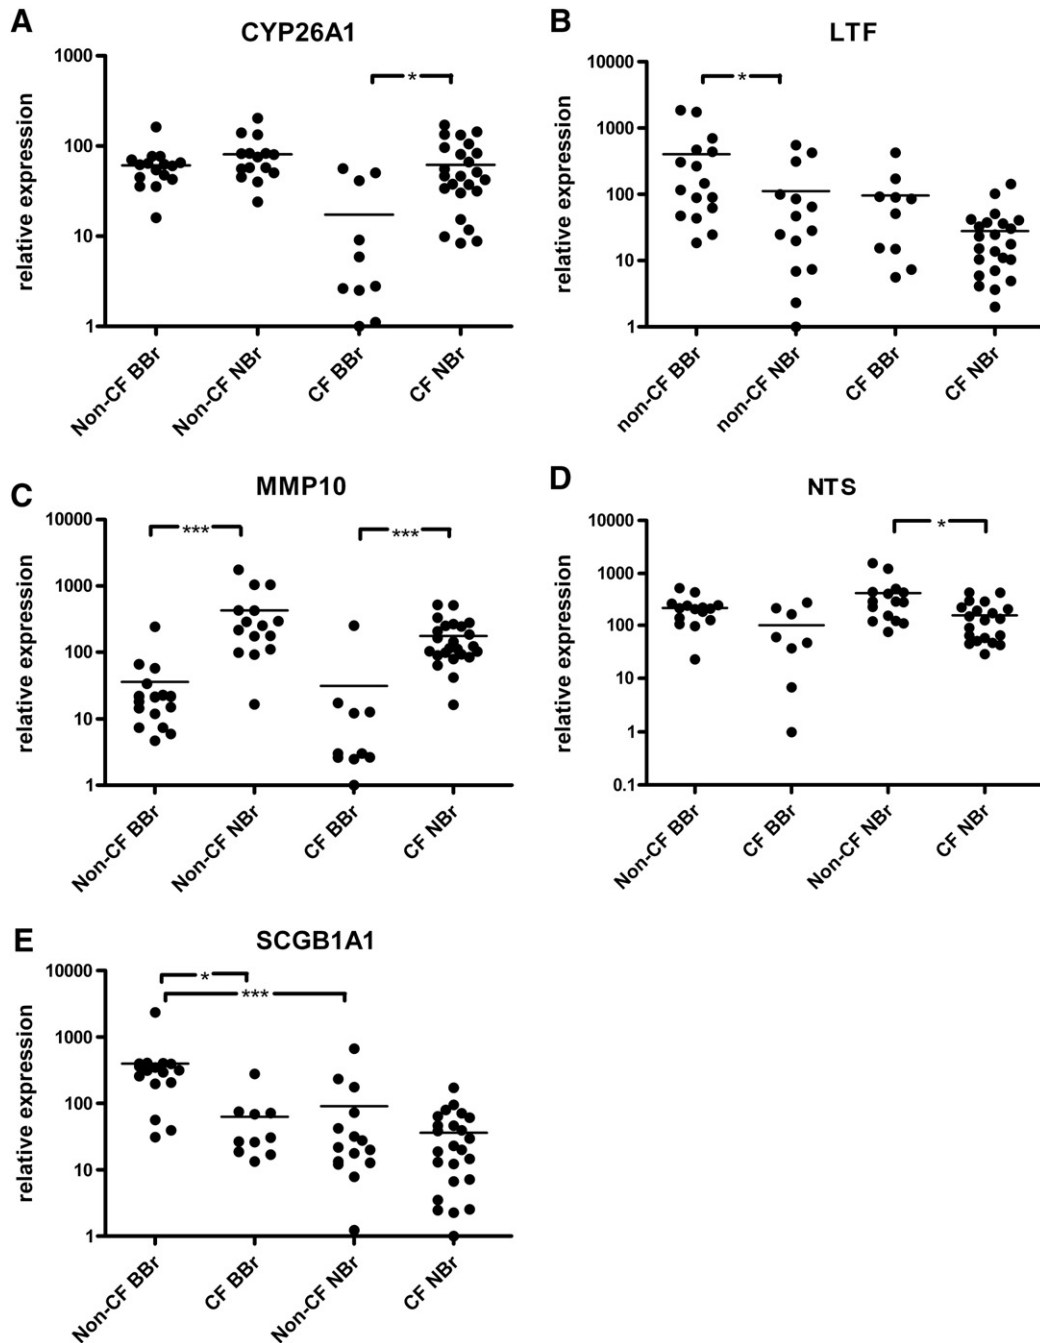 A
CYP26A1
relative expression
1000
100
10
1
*
Non-CF BBr
Non-CF NBr
CF BBr
CF NBr
B
LTF
relative expression
10000
1000
100
10
1
*
non-CF BBr
non-CF NBr
CF BBr
CF NBr
C
MMP10
relative expression
10000
1000
100
10
1
***
***
Non-CF BBr
Non-CF NBr
CF BBr
CF NBr
D
NTS
relative expression
10000
1000
100
10
1
0.1
*
Non-CF BBr
CF BBr
Non-CF NBr
CF NBr
E
SCGB1A1
relative expression
10000
1000
100
10
1
*
***
Non-CF BBr
CF BBr
Non-CF NBr
CF NBr